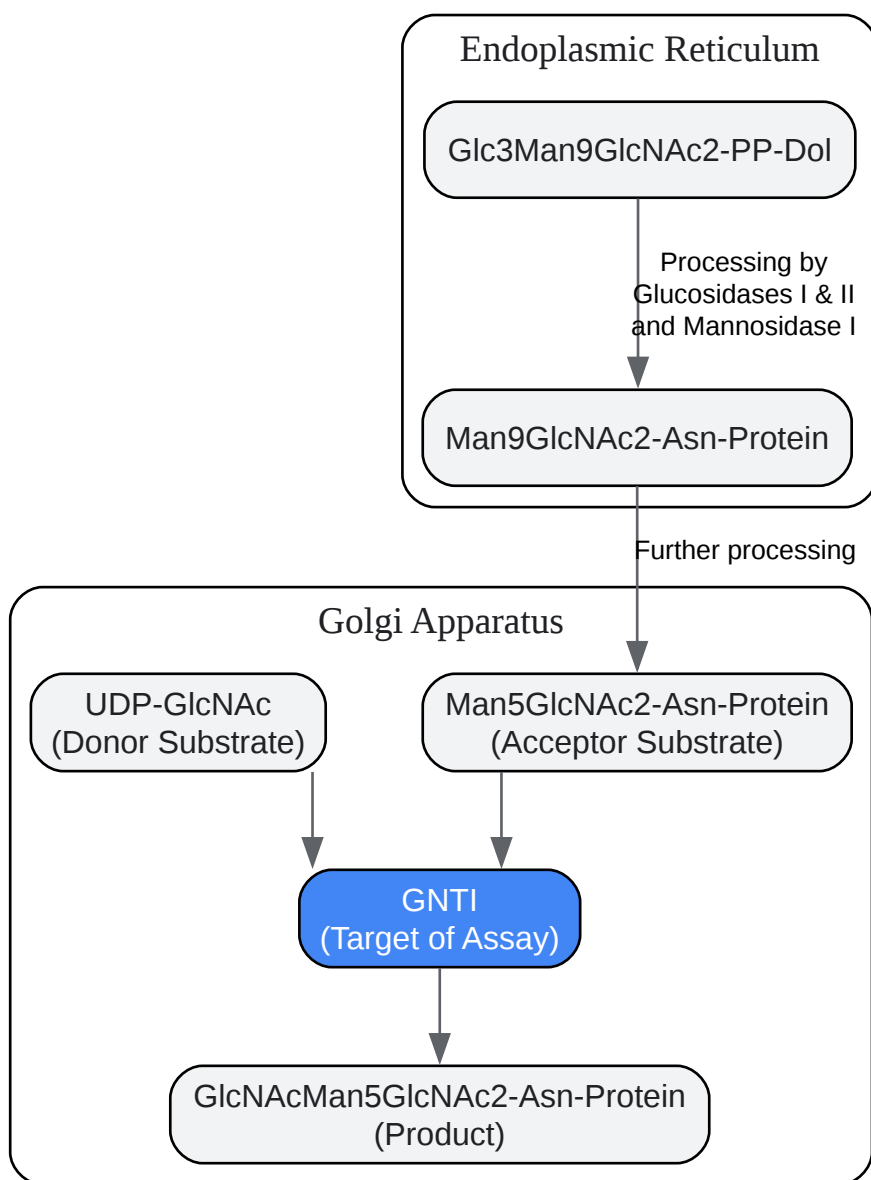 Endoplasmic Reticulum
Glc3Man9GlcNAc2-PP-Dol
Processing by
Glucosidases I & II
and Mannosidase I
Man9GlcNAc2-Asn-Protein
Further processing
Golgi Apparatus
UDP-GlcNAc
(Donor Substrate)
Man5GlcNAc2-Asn-Protein
(Acceptor Substrate)
GNTI
(Target of Assay)
GlcNAcMan5GlcNAc2-Asn-Protein
(Product)